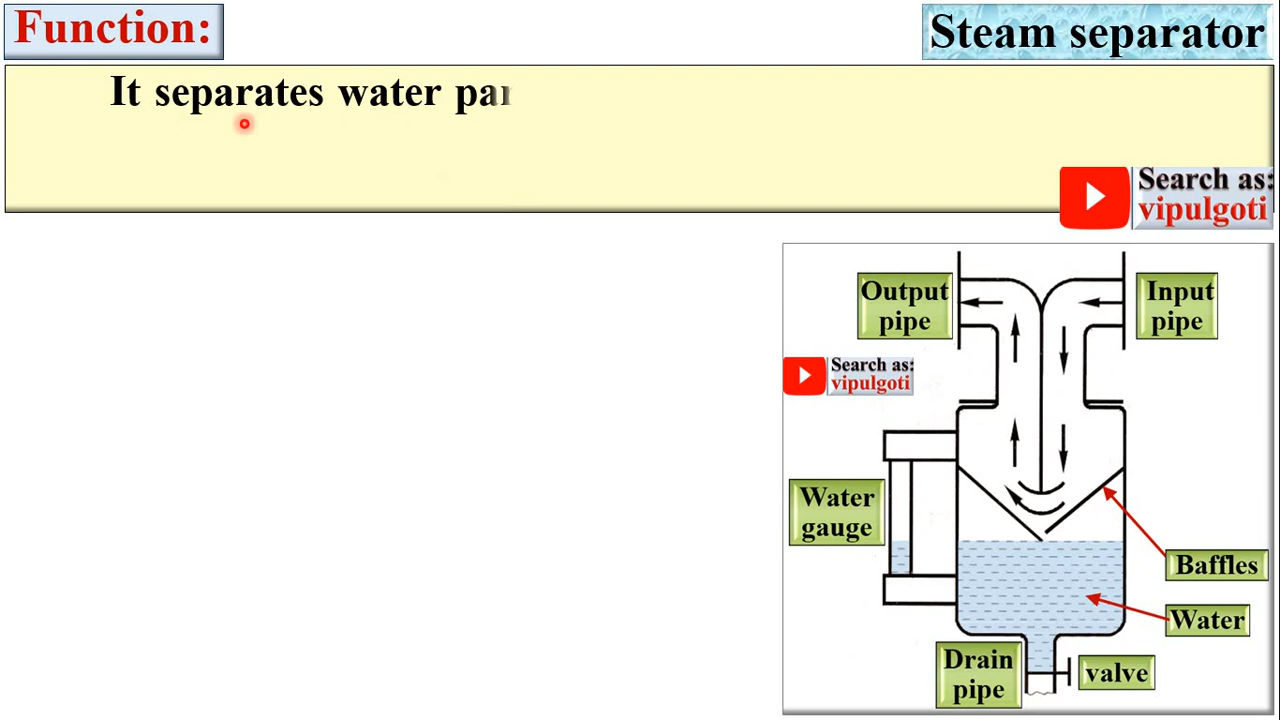 Function:
Steam separator
It separates water
Search as:
vipulgoti
Output
pipe
Input
pipe
Search as:
vipulgoti
Water
gauge
Baffles
Water
Drain
pipe
valve